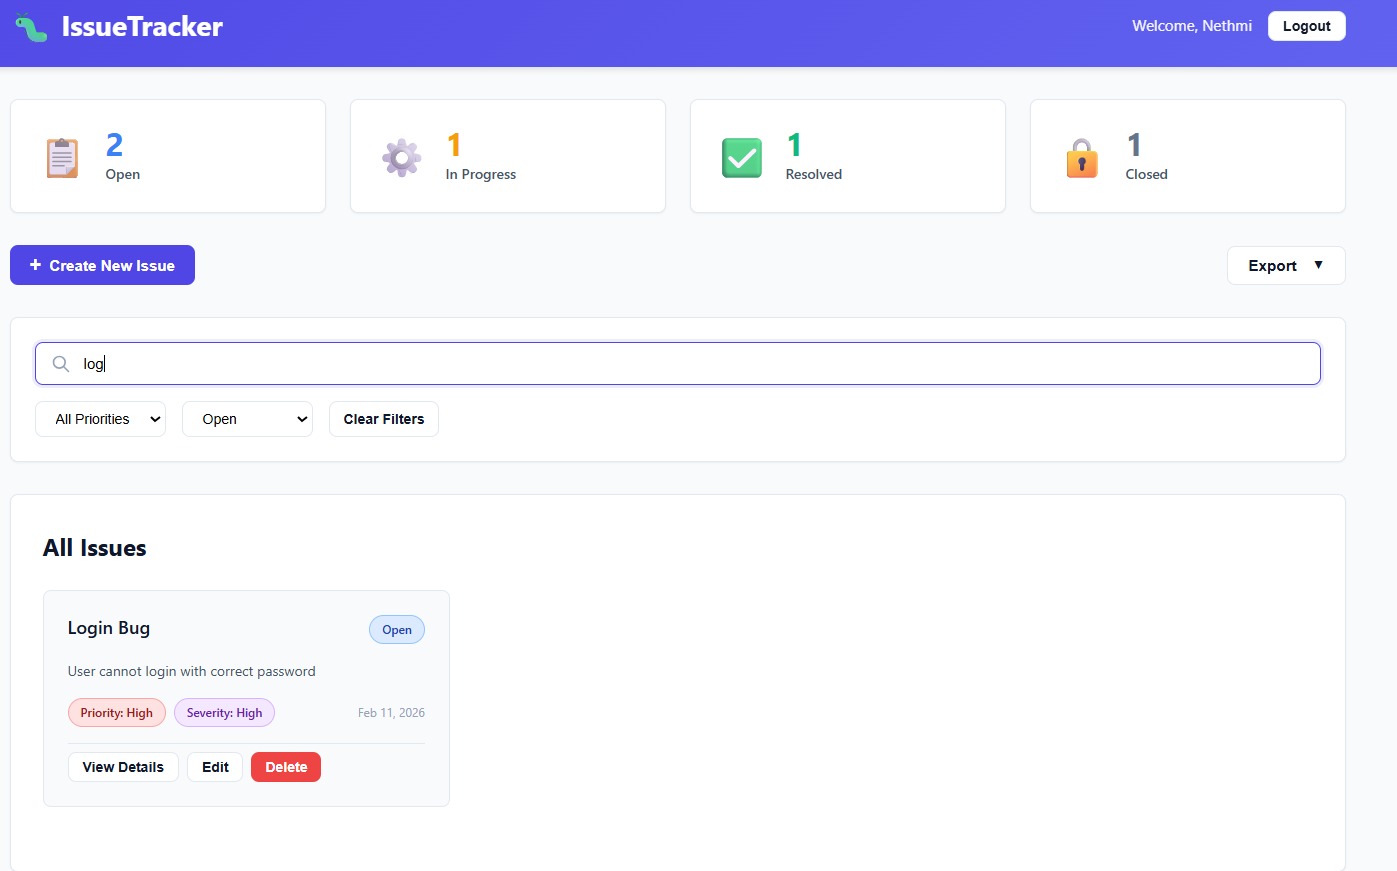 IssueTracker
Welcome, Nethmi
Logout
2
Open
1
In Progress
1
Resolved
1
Closed
+ Create New Issue
Export ▼
log
All Priorities
Open
Clear Filters
All Issues
Login Bug
Open
User cannot login with correct password
Priority: High
Severity: High
Feb 11, 2026
View Details
Edit
Delete